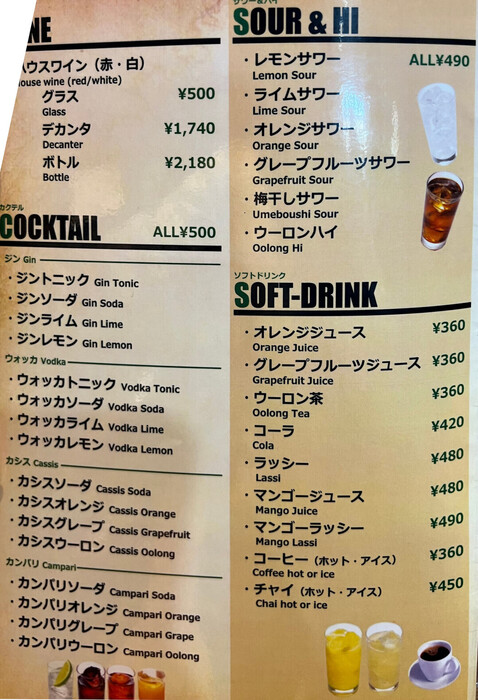 ハウスワイン（赤・白）
House wine (red/white)
グラス ¥500
Glass
デカンタ ¥1,740
Decanter
ボトル ¥2,180
Bottle
カクテル
COCKTAIL ALL¥500
ジン Gin
・ジントニック Gin Tonic
・ジンソーダ Gin Soda
・ジンライム Gin Lime
・ジンレモン Gin Lemon
ウォッカ Vodka
・ウォッカトニック Vodka Tonic
・ウォッカソーダ Vodka Soda
・ウォッカライム Vodka Lime
・ウォッカレモン Vodka Lemon
カシス Cassis
・カシスソーダ Cassis Soda
・カシスオレンジ Cassis Orange
・カシスグレープ Cassis Grapefruit
・カシスウーロン Cassis Oolong
カンパリ Campari
・カンパリソーダ Campari Soda
・カンパリオレンジ Campari Orange
・カンパリグレープ Campari Grape
・カンパリウーロン Campari Oolong
サワー&ハイ
SOUR & HI
・レモンサワー ALL¥490
Lemon Sour
・ライムサワー
Lime Sour
・オレンジサワー
Orange Sour
・グレープフルーツサワー
Grapefruit Sour
・梅干しサワー
Umeboushi Sour
・ウーロンハイ
Oolong Hi
ソフトドリンク
SOFT-DRINK
・オレンジジュース ¥360
Orange Juice
・グレープフルーツジュース ¥360
Grapefruit Juice
・ウーロン茶 ¥360
Oolong Tea
・コーラ ¥420
Cola
・ラッシー ¥480
Lassi
・マンゴージュース ¥480
Mango Juice
・マンゴーラッシー ¥490
Mango Lassi
・コーヒー（ホット・アイス） ¥360
Coffee hot or ice
・チャイ（ホット・アイス） ¥450
Chai hot or ice